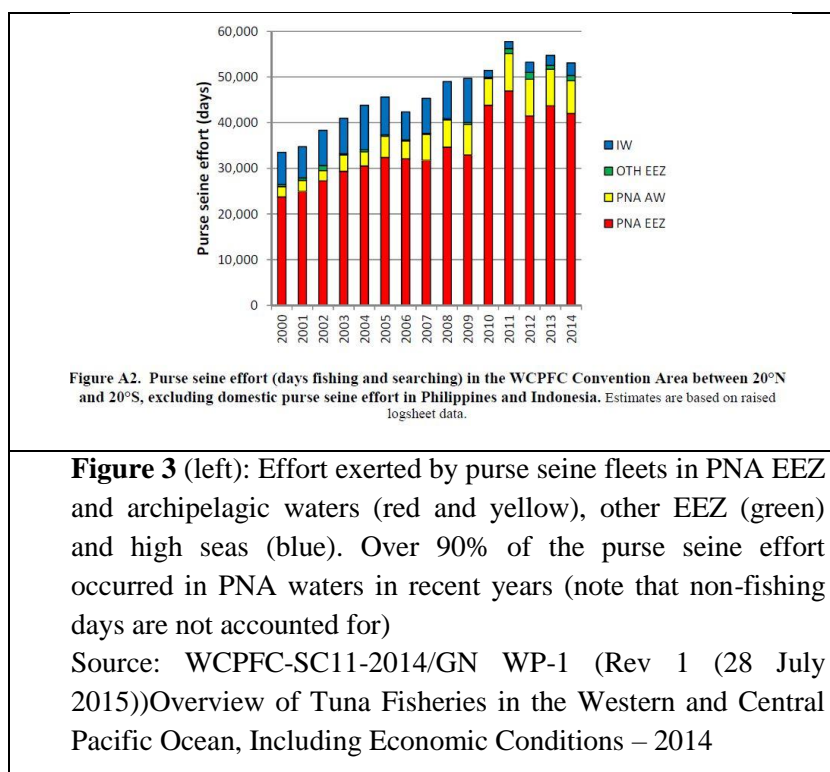 60,000
50,000
40,000
30,000
20,000
10,000
0
Purse seine effort (days)
2000
2001
2002
2003
2004
2005
2006
2007
2008
2009
2010
2011
2012
2013
2014
IW
OTH EEZ
PNA AW
PNA EEZ
Figure A2. Purse seine effort (days fishing and searching) in the WCPFC Convention Area between 20°N
and 20°S, excluding domestic purse seine effort in Philippines and Indonesia. Estimates are based on raised
logsheet data.
Figure 3 (left): Effort exerted by purse seine fleets in PNA EEZ
and archipelagic waters (red and yellow), other EEZ (green)
and high seas (blue). Over 90% of the purse seine effort
occurred in PNA waters in recent years (note that non-fishing
days are not accounted for)
Source: WCPFC-SC11-2014/GN WP-1 (Rev 1 (28 July
2015))Overview of Tuna Fisheries in the Western and Central
Pacific Ocean, Including Economic Conditions – 2014